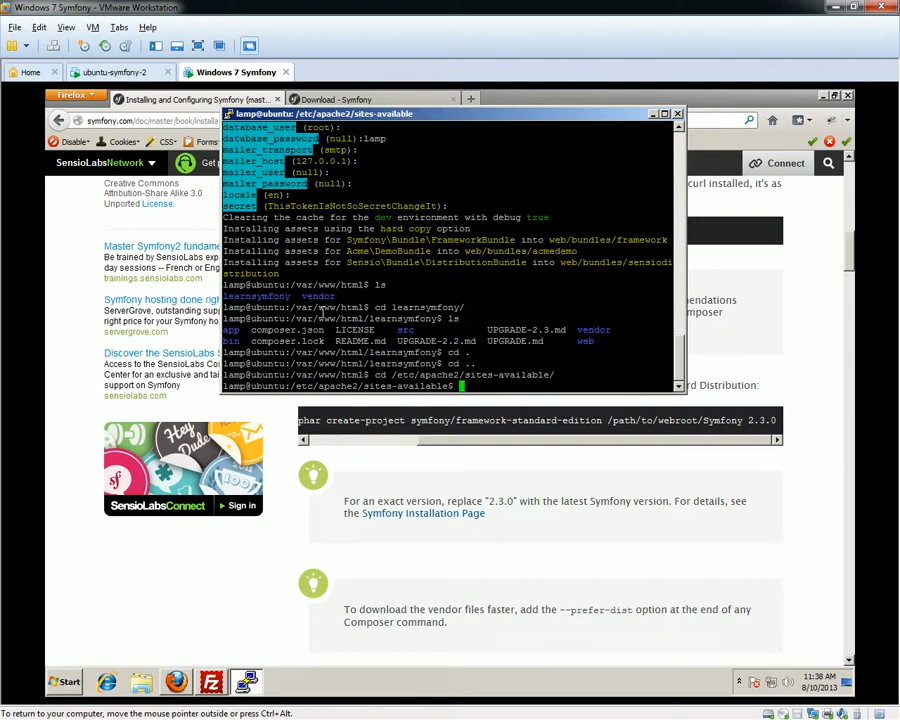 Windows 7 Symfony - VMware Workstation
File Edit View VM Tabs Help
Home ubuntu-symfony-2 Windows 7 Symfony
Firefox Installing and Configuring Symfony (mast... Download - Symfony
symfony.com/doc/master/book/installa
Disable Cookies
SensioLabsNetwork Get Connect
lamp@ubuntu: /etc/apache2/sites-available
database_user (root):
database_password (null):lamp
mailer_transport (smtp):
mailer_host (127.0.0.1):
mailer_user (null):
mailer_password (null):
locale (en):
secret (ThisTokenIsNotSoSecretChangeIt):
Clearing the cache for the dev environment with debug true
Installing assets using the hard copy option
Installing assets for Symfony\Bundle\FrameworkBundle into web/bundles/framework
Installing assets for Acme\DemoBundle into web/bundles/acmedemo
Installing assets for Sensio\Bundle\DistributionBundle into web/bundles/sensiodi
stribution
lamp@ubuntu:/var/www/html$ ls
learnsymfony vendor
lamp@ubuntu:/var/www/html$ cd learnsymfony/
lamp@ubuntu:/var/www/html/learnsymfony$ ls
app composer.json LICENSE src UPGRADE-2.3.md vendor
bin composer.lock README.md UPGRADE-2.2.md UPGRADE.md web
lamp@ubuntu:/var/www/html/learnsymfony$ cd .
lamp@ubuntu:/var/www/html/learnsymfony$ cd ..
lamp@ubuntu:/var/www/html$ cd /etc/apache2/sites-available/
lamp@ubuntu:/etc/apache2/sites-available$
Creative Commons
Attribution-Share Alike 3.0
Unported License.
Master Symfony2 fundame
Be trained by SensioLabs exp
day sessions -- French or En
trainings.sensiolabs.com
Symfony hosting done rig
ServerGrove, outstanding sup
right price for your Symfony h
servergrove.com
Discover the SensioLabs
Access to the SensioLabs Co
Center for an exclusive and ta
support on Symfony
sensiolabs.com
Hey Dude!
100%
sf
SensioLabsConnect Sign in
curl installed, it's as
Distribution:
phar create-project symfony/framework-standard-edition /path/to/webroot/Symfony 2.3.0
For an exact version, replace "2.3.0" with the latest Symfony version. For details, see
the Symfony Installation Page
To download the vendor files faster, add the --prefer-dist option at the end of any
Composer command.
Start
11:38 AM
8/10/2013
To return to your computer, move the mouse pointer outside or press Ctrl+Alt.